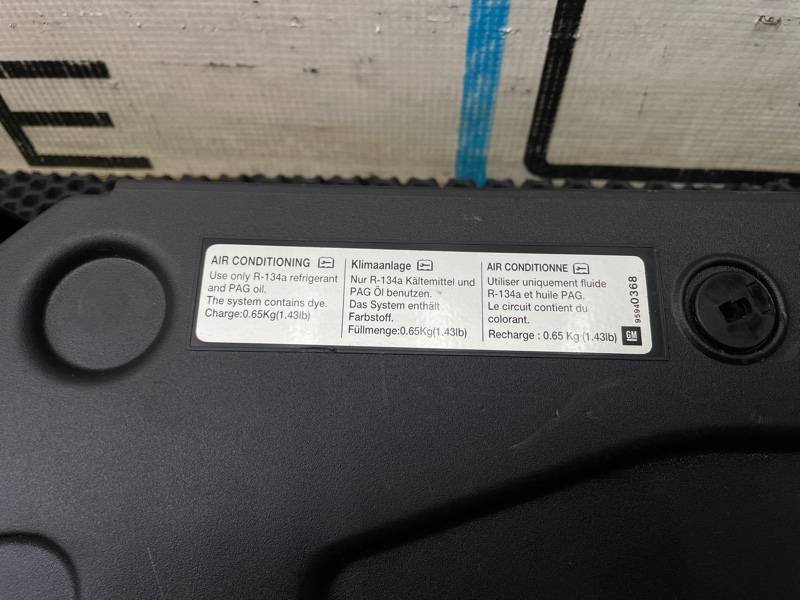 E
AIR CONDITIONING
Use only R-134a refrigerant
and PAG oil.
The system contains dye.
Charge:0.65Kg(1.43lb)
Klimaanlage
Nur R-134a Kältemittel und
PAG Öl benutzen.
Das System enthält
Farbstoff.
Füllmenge:0.65Kg(1.43lb)
AIR CONDITIONNE
Utiliser uniquement fluide
R-134a et huile PAG.
Le circuit contient du
colorant.
Recharge : 0.65 Kg (1.43lb)
95940368
GM